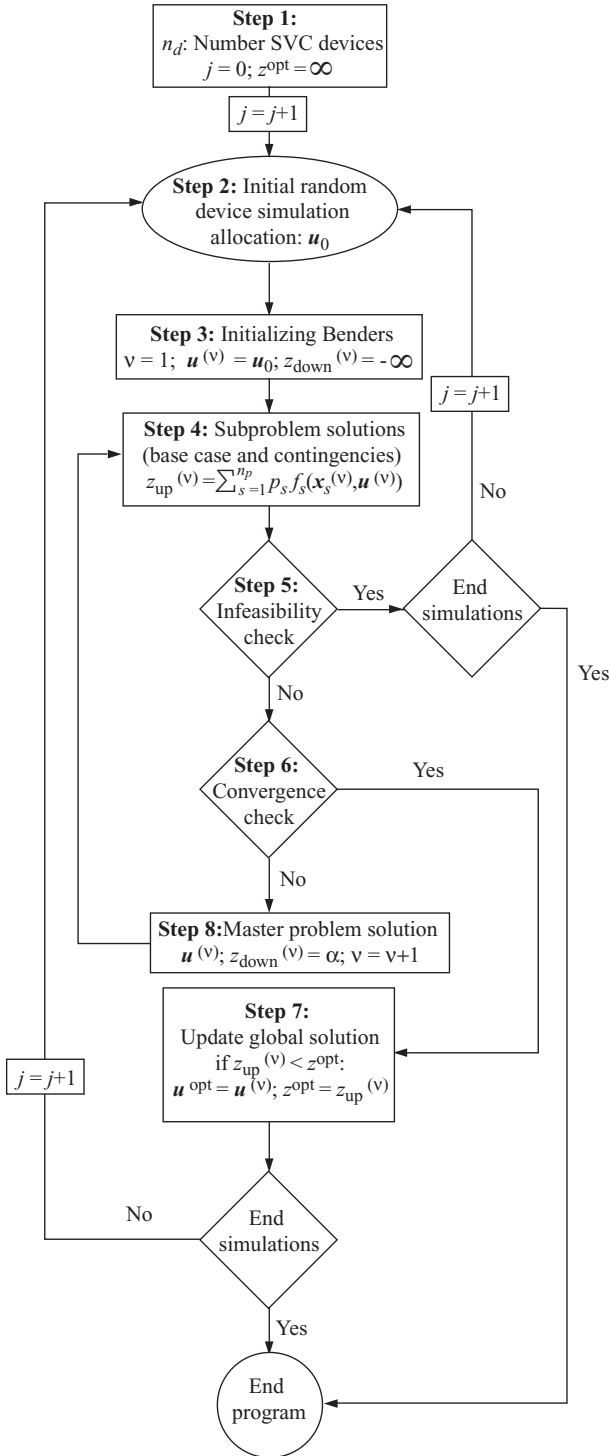 Step 1:
n_d: Number SVC devices
j = 0; z^opt = ∞
j = j+1
Step 2: Initial random
device simulation
allocation: u_0
Step 3: Initializing Benders
ν = 1; u^(ν) = u_0; z_down^(ν) = -∞
j = j+1
Step 4: Subproblem solutions
(base case and contingencies)
z_up^(ν) = ∑_{s=1}^{n_p} p_s f_s(x_s^(ν),u^(ν))
No
Step 5:
Infeasibility
check
Yes
End
simulations
Yes
No
Step 6:
Convergence
check
Yes
No
Step 8:Master problem solution
u^(ν); z_down^(ν) = α; ν = ν+1
Step 7:
Update global solution
if z_up^(ν) < z^opt:
u^opt = u^(ν); z^opt = z_up^(ν)
j = j+1
No
End
simulations
Yes
End
program